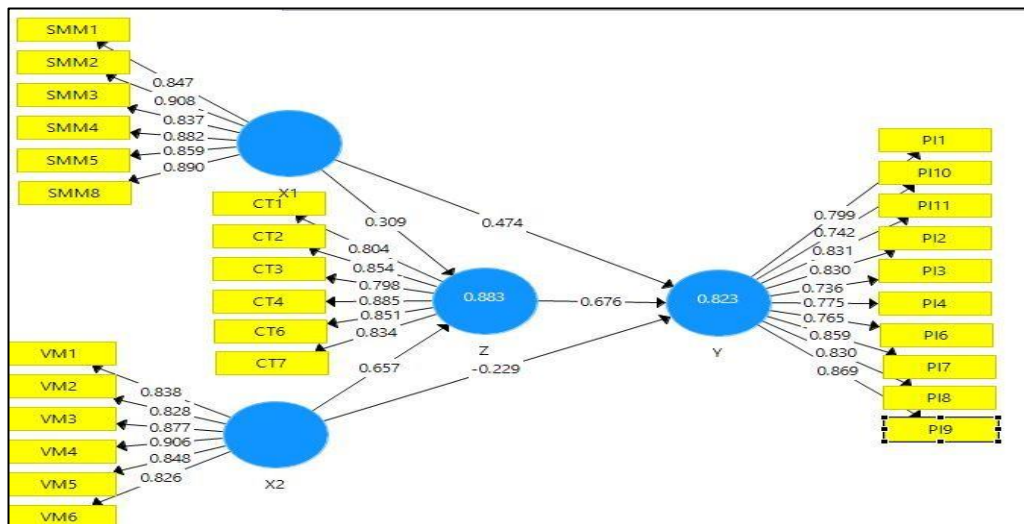 SMM1
SMM2
SMM3
SMM4
SMM5
SMM8
0.847
0.908
0.837
0.882
0.859
0.890
X1
CT1
CT2
CT3
CT4
CT6
CT7
0.804
0.854
0.798
0.885
0.851
0.834
0.309
0.474
0.883
Z
0.676
0.657
-0.229
0.823
Y
VM1
VM2
VM3
VM4
VM5
VM6
0.838
0.828
0.877
0.906
0.848
0.826
X2
0.799
0.742
0.831
0.830
0.736
0.775
0.765
0.859
0.830
0.869
PI1
PI10
PI11
PI2
PI3
PI4
PI6
PI7
PI8
PI9